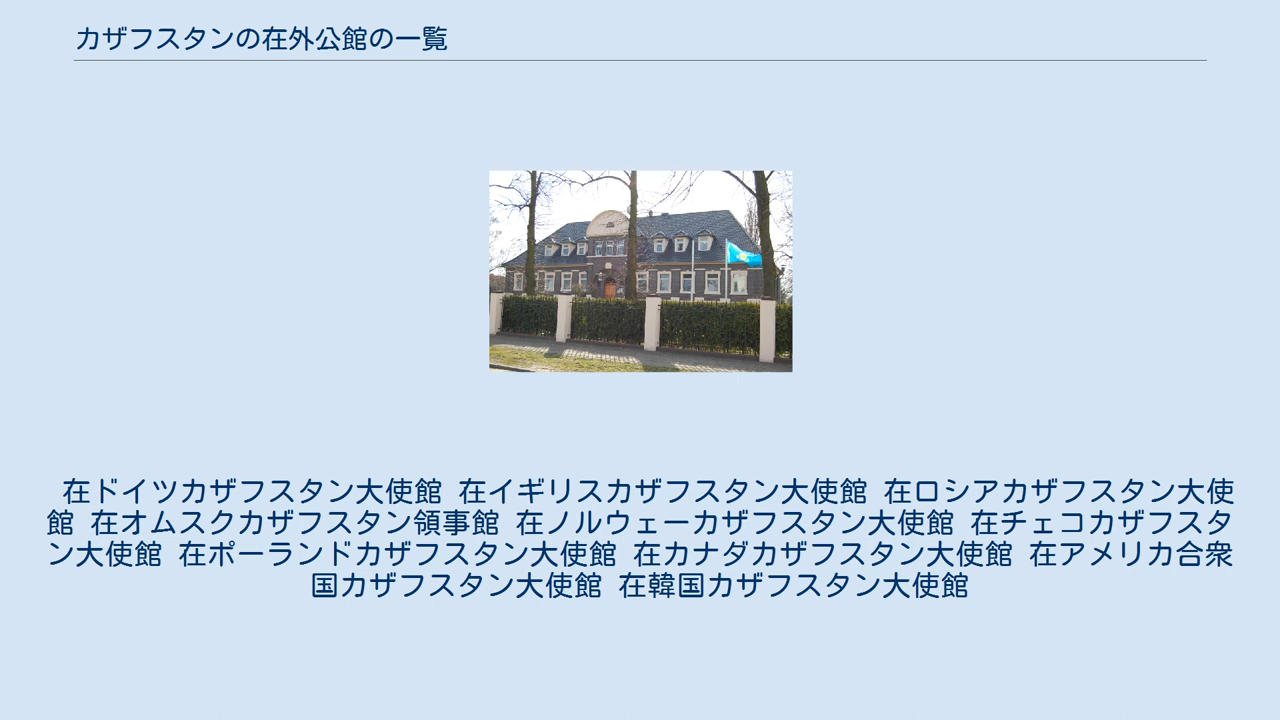 カザフスタンの在外公館の一覧
在ドイツカザフスタン大使館 在イギリスカザフスタン大使館 在ロシアカザフスタン大使
館 在オムスクカザフスタン領事館 在ノルウェーカザフスタン大使館 在チェコカザフスタ
ン大使館 在ポーランドカザフスタン大使館 在カナダカザフスタン大使館 在アメリカ合衆
国カザフスタン大使館 在韓国カザフスタン大使館